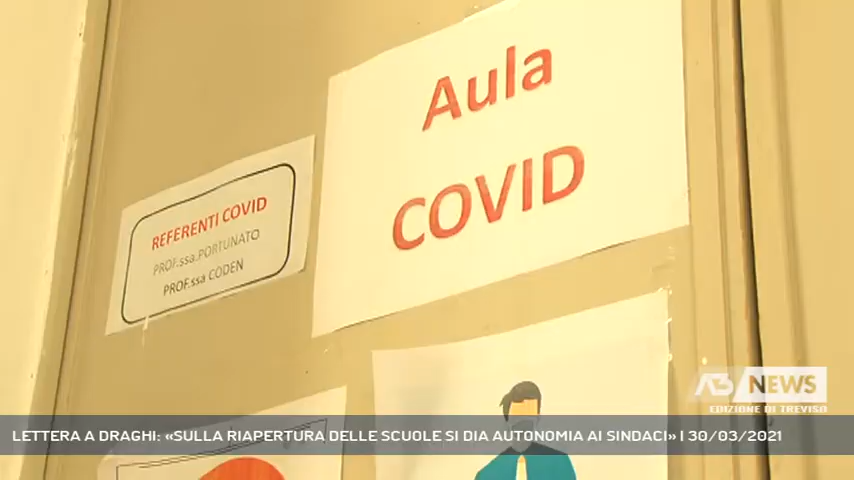 Aula
COVID
REFERENTI COVID
PROF.ssa.PORTUNATO
PROF.ssa CODEN
A3 NEWS
EDIZIONE DI TREVISO
LETTERA A DRAGHI: «SULLA RIAPERTURA DELLE SCUOLE SI DIA AUTONOMIA AI SINDACI» | 30/03/2021